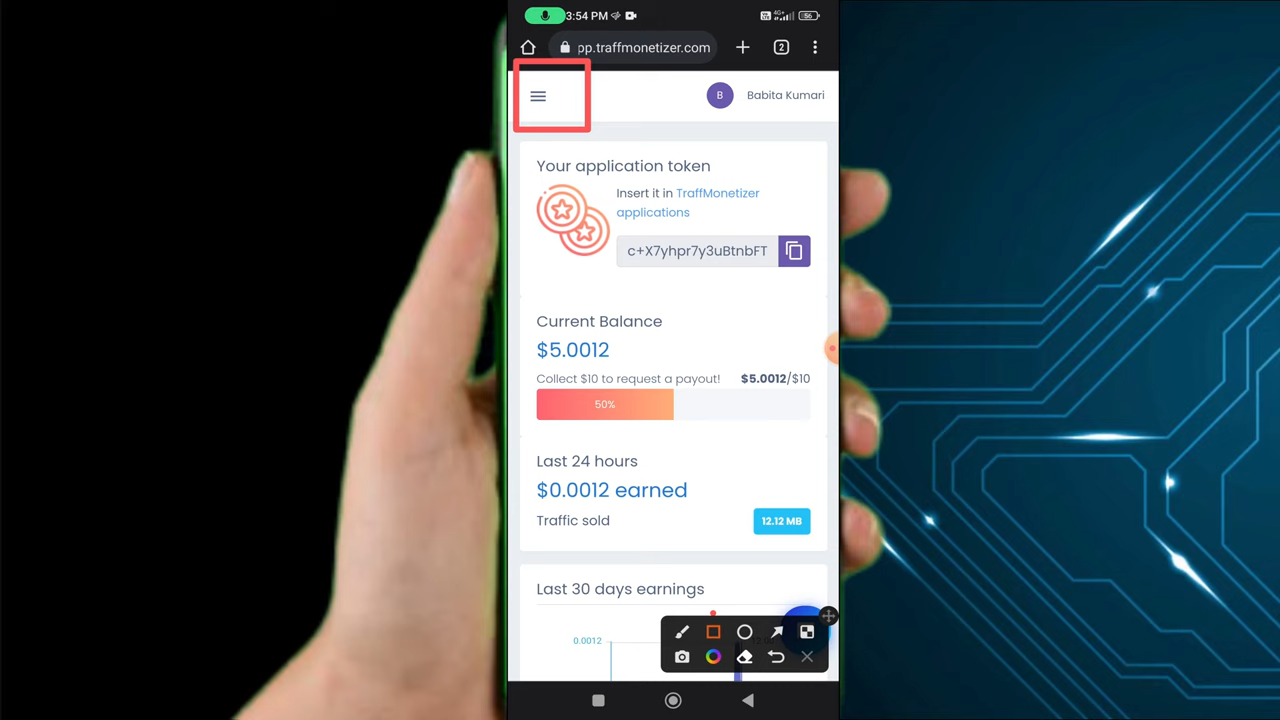 3:54 PM
4G+
56
pp.traffmonetizer.com
2
B
Babita Kumari
Your application token
Insert it in TraffMonetizer
applications
c+X7yhpr7y3uBtnbFT
Current Balance
$5.0012
Collect $10 to request a payout!
$5.0012/$10
50%
Last 24 hours
$0.0012 earned
Traffic sold
12.12 MB
Last 30 days earnings
0.0012